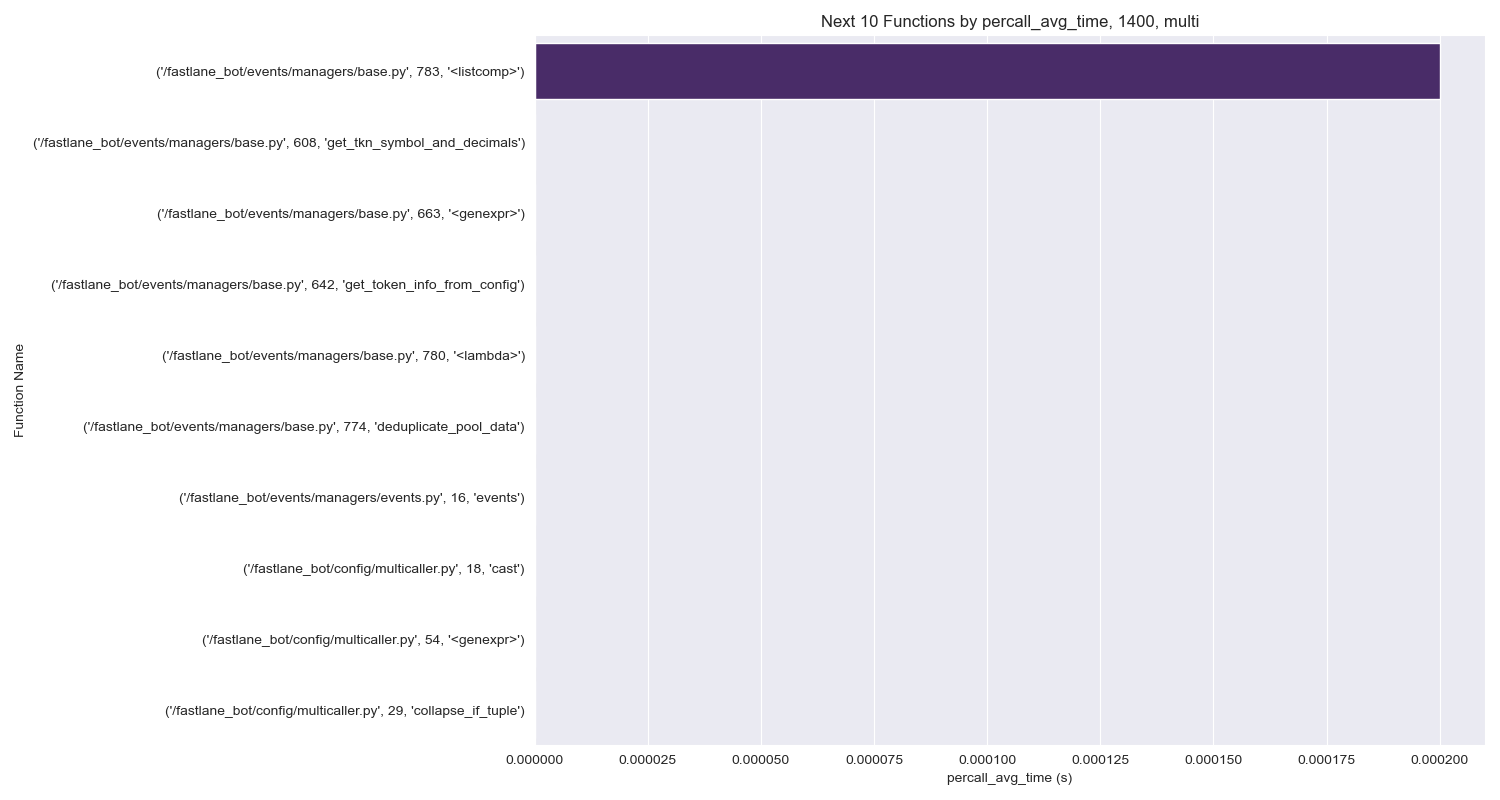 Next 10 Functions by percall_avg_time, 1400, multi
Function Name
('/fastlane_bot/events/managers/base.py', 783, '<listcomp>')
('/fastlane_bot/events/managers/base.py', 608, 'get_tkn_symbol_and_decimals')
('/fastlane_bot/events/managers/base.py', 663, '<genexpr>')
('/fastlane_bot/events/managers/base.py', 642, 'get_token_info_from_config')
('/fastlane_bot/events/managers/base.py', 780, '<lambda>')
('/fastlane_bot/events/managers/base.py', 774, 'deduplicate_pool_data')
('/fastlane_bot/events/managers/events.py', 16, 'events')
('/fastlane_bot/config/multicaller.py', 18, 'cast')
('/fastlane_bot/config/multicaller.py', 54, '<genexpr>')
('/fastlane_bot/config/multicaller.py', 29, 'collapse_if_tuple')
0.000000 0.000025 0.000050 0.000075 0.000100 0.000125 0.000150 0.000175 0.000200
percall_avg_time (s)